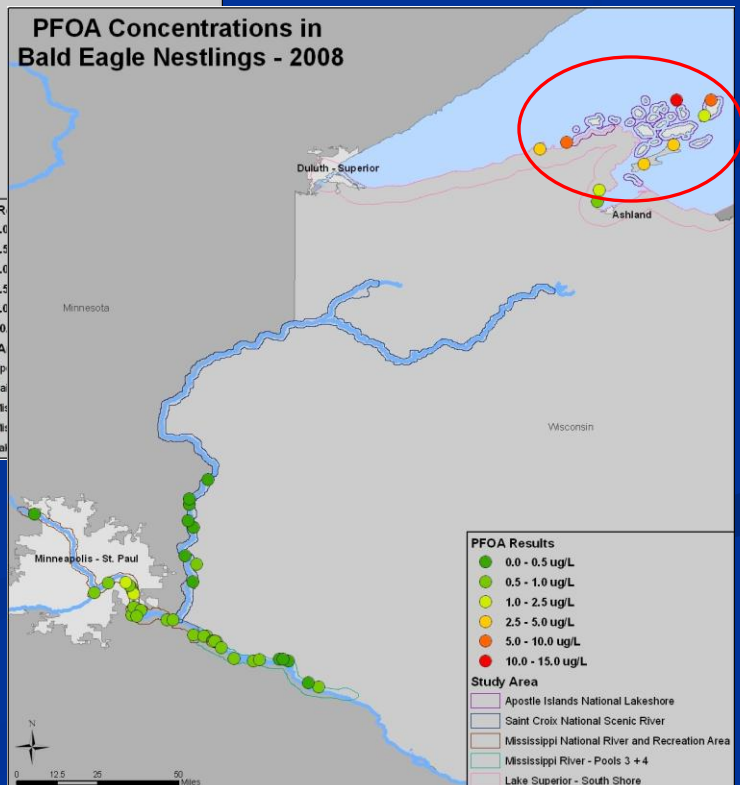 PFOA Concentrations in
Bald Eagle Nestlings - 2008
Duluth - Superior
Ashland
Minnesota
Wisconsin
Minneapolis - St. Paul
PFOA Results
0.0 - 0.5 ug/L
0.5 - 1.0 ug/L
1.0 - 2.5 ug/L
2.5 - 5.0 ug/L
5.0 - 10.0 ug/L
10.0 - 15.0 ug/L
Study Area
Apostle Islands National Lakeshore
Saint Croix National Scenic River
Mississippi National River and Recreation Area
Mississippi River - Pools 3 + 4
Lake Superior - South Shore
N
0 12.5 25 50
Miles